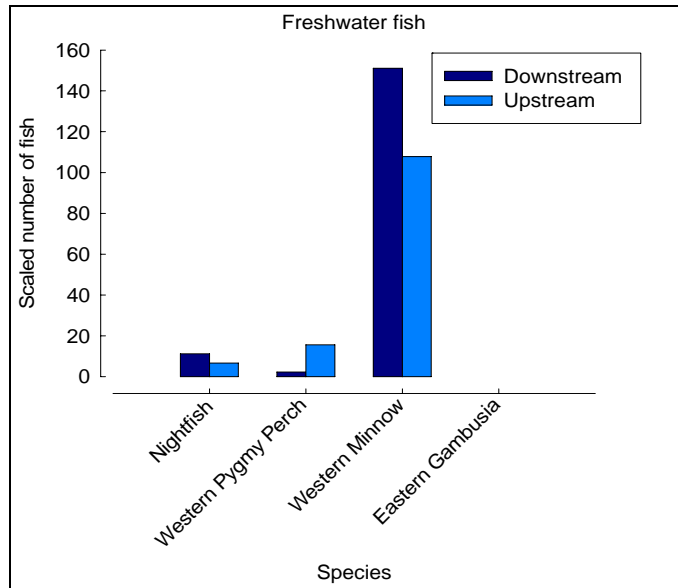 Freshwater fish
160
140
120
100
80
60
40
20
0
Scaled number of fish
Downstream
Upstream
Nightfish
Western Pygmy Perch
Western Minnow
Eastern Gambusia
Species